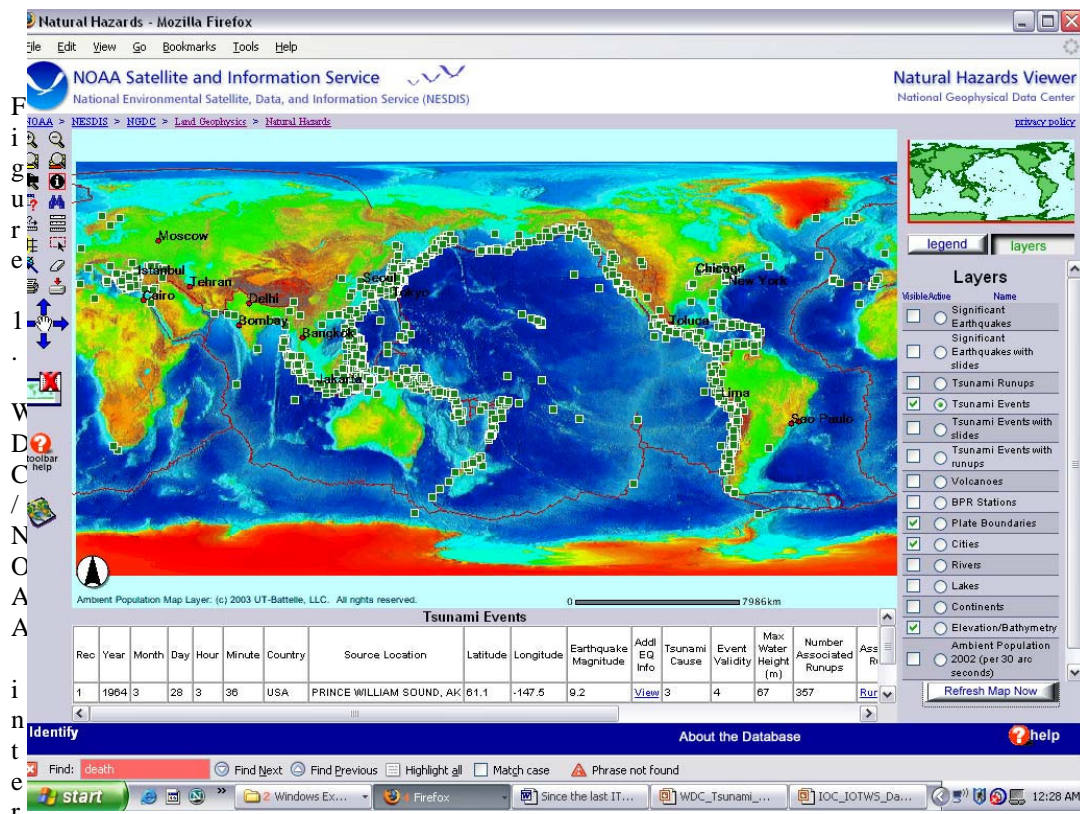 Natural Hazards - Mozilla Firefox
File Edit View Go Bookmarks Tools Help
NOAA Satellite and Information Service
National Environmental Satellite, Data, and Information Service (NESDIS)
Natural Hazards Viewer
National Geophysical Data Center
NOAA > NESDIS > NGDC > Land Geophysics > Natural Hazards
privacy policy
Moscow
Istanbul
Tehran
Cairo
Delhi
Bombay
Bangkok
Jakarta
Seoul
Tokyo
Chicago
New York
Toluca
Lima
Sao Paulo
toolbar
help
legend layers
Layers
Visible Active Name
Significant
Earthquakes
Significant
Earthquakes with
slides
Tsunami Runups
Tsunami Events
Tsunami Events with
slides
Tsunami Events with
runups
Volcanoes
BPR Stations
Plate Boundaries
Cities
Rivers
Lakes
Continents
Elevation/Bathymetry
Ambient Population
2002 (per 30 arc
seconds)
Refresh Map Now
Ambient Population Map Layer: (c) 2003 UT-Battelle, LLC. All rights reserved.
0 7986km
Tsunami Events
Rec Year Month Day Hour Minute Country Source Location Latitude Longitude Earthquake Magnitude Addl EQ Info Tsunami Cause Event Validity Max Water Height (m) Number Associated Runups
1 1964 3 28 3 36 USA PRINCE WILLIAM SOUND, AK 61.1 -147.5 9.2 View 3 4 67 357
Identify
About the Database
help
Find: death Find Next Find Previous Highlight all Match case Phrase not found
start 2 Windows Ex... 4 Firefox Since the last IT... WDC_Tsunami_... IOC_IOTWS_Da... 12:28 AM
Figure 1. WDC/NOAA inter